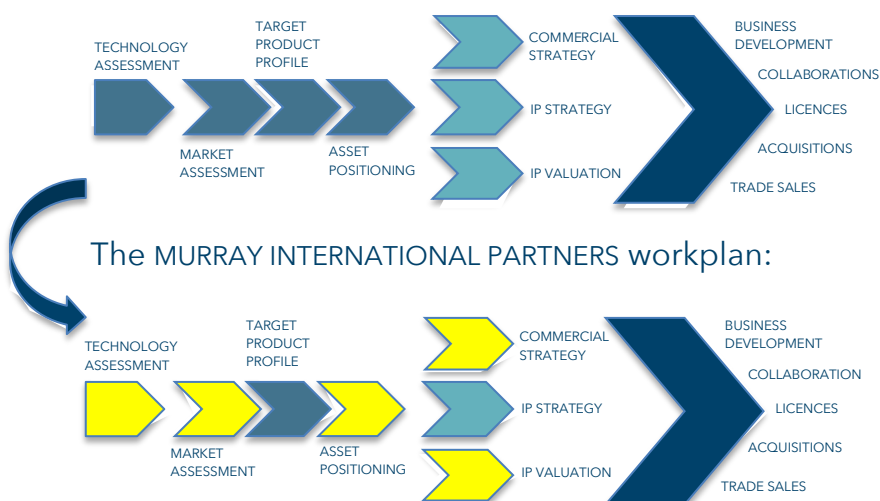 TECHNOLOGY
ASSESSMENT
TARGET
PRODUCT
PROFILE
MARKET
ASSESSMENT
ASSET
POSITIONING
COMMERCIAL
STRATEGY
IP STRATEGY
IP VALUATION
BUSINESS
DEVELOPMENT
COLLABORATIONS
LICENCES
ACQUISITIONS
TRADE SALES
The MURRAY INTERNATIONAL PARTNERS workplan:
TECHNOLOGY
ASSESSMENT
TARGET
PRODUCT
PROFILE
MARKET
ASSESSMENT
ASSET
POSITIONING
COMMERCIAL
STRATEGY
IP STRATEGY
IP VALUATION
BUSINESS
DEVELOPMENT
COLLABORATION
LICENCES
ACQUISITIONS
TRADE SALES